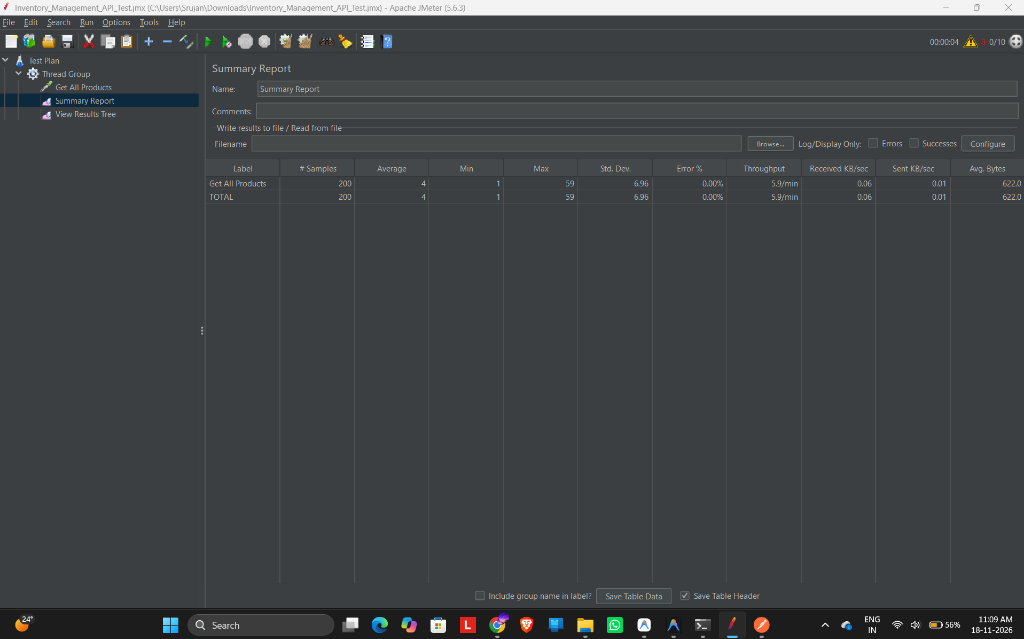 Inventory_Management_API_Test.jmx (C:\Users\Srujan\Downloads\Inventory_Management_API_Test.jmx) - Apache JMeter (5.6.3)
File Edit Search Run Options Tools Help
00:00:04 0 0/10
Test Plan
Thread Group
Get All Products
Summary Report
View Results Tree
Summary Report
Name: Summary Report
Comments:
Write results to file / Read from file
Filename Browse... Log/Display Only: Errors Successes Configure
Label # Samples Average Min Max Std. Dev. Error % Throughput Received KB/sec Sent KB/sec Avg. Bytes
Get All Products 200 4 1 59 6.96 0.00% 5.9/min 0.06 0.01 622.0
TOTAL 200 4 1 59 6.96 0.00% 5.9/min 0.06 0.01 622.0
Include group name in label? Save Table Data Save Table Header
24°
Search
L
ENG
IN
56%
11:09 AM
18-11-2026